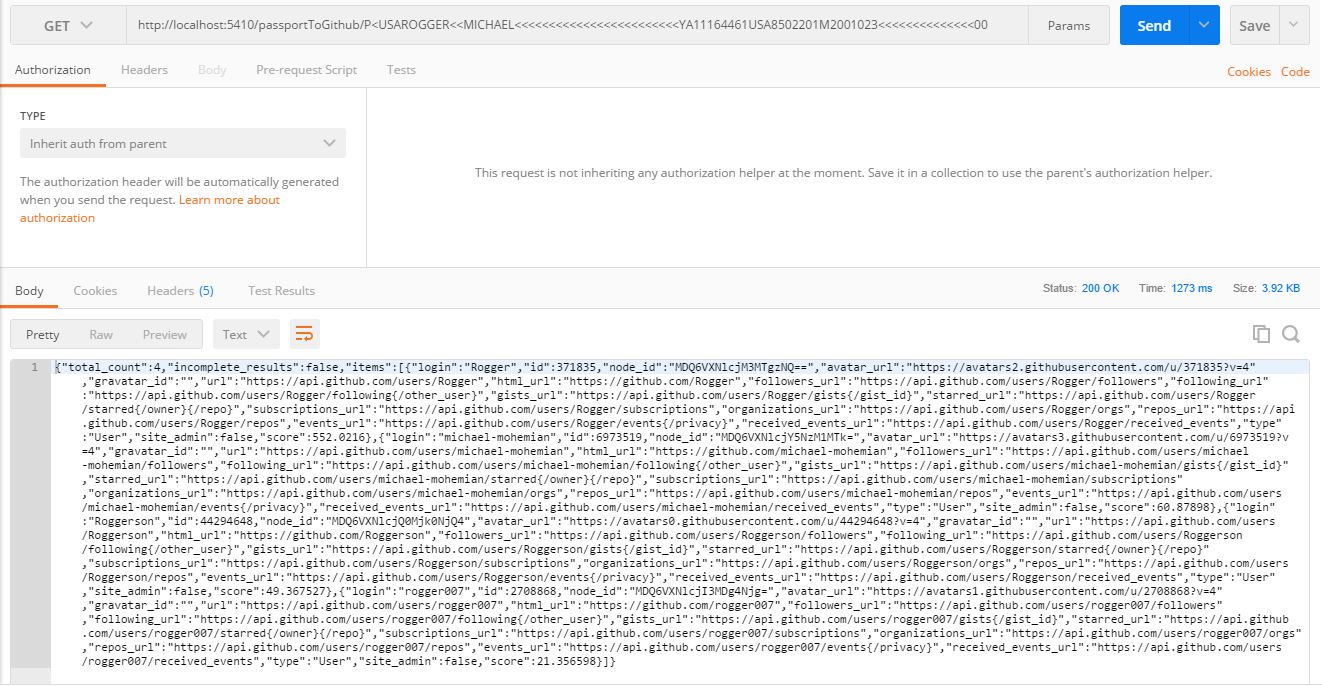 GET http://localhost:5410/passportToGithub/P<USAROGGER<<MICHAEL<<<<<<<<<<<<<<<<<<<<<<<<<YA11164461USA8502201M2001023<<<<<<<<<<<<<<00 Params Send Save
Authorization Headers Body Pre-request Script Tests Cookies Code
TYPE
Inherit auth from parent
The authorization header will be automatically generated
when you send the request. Learn more about
authorization
This request is not inheriting any authorization helper at the moment. Save it in a collection to use the parent's authorization helper.
Body Cookies Headers (5) Test Results Status: 200 OK Time: 1273 ms Size: 3.92 KB
Pretty Raw Preview Text
1 {"total_count":4,"incomplete_results":false,"items":[{"login":"Rogger","id":371835,"node_id":"MDQ6VXNlcjM3MTgzNQ==","avatar_url":"https://avatars2.githubusercontent.com/u/371835?v=4"
,"gravatar_id":"","url":"https://api.github.com/users/Rogger","html_url":"https://github.com/Rogger","followers_url":"https://api.github.com/users/Rogger/followers","following_url"
:"https://api.github.com/users/Rogger/following{/other_user}","gists_url":"https://api.github.com/users/Rogger/gists{/gist_id}","starred_url":"https://api.github.com/users/Rogger
/starred{/owner}{/repo}","subscriptions_url":"https://api.github.com/users/Rogger/subscriptions","organizations_url":"https://api.github.com/users/Rogger/orgs","repos_url":"https://api
.github.com/users/Rogger/repos","events_url":"https://api.github.com/users/Rogger/events{/privacy}","received_events_url":"https://api.github.com/users/Rogger/received_events","type"
:"User","site_admin":false,"score":552.0216},{"login":"michael-mohemian","id":6973519,"node_id":"MDQ6VXNlcjY5NzM1MTk=","avatar_url":"https://avatars3.githubusercontent.com/u/6973519?v
=4","gravatar_id":"","url":"https://api.github.com/users/michael-mohemian","html_url":"https://github.com/michael-mohemian","followers_url":"https://api.github.com/users/michael
-mohemian/followers","following_url":"https://api.github.com/users/michael-mohemian/following{/other_user}","gists_url":"https://api.github.com/users/michael-mohemian/gists{/gist_id}"
,"starred_url":"https://api.github.com/users/michael-mohemian/starred{/owner}{/repo}","subscriptions_url":"https://api.github.com/users/michael-mohemian/subscriptions"
,"organizations_url":"https://api.github.com/users/michael-mohemian/orgs","repos_url":"https://api.github.com/users/michael-mohemian/repos","events_url":"https://api.github.com/users
/michael-mohemian/events{/privacy}","received_events_url":"https://api.github.com/users/michael-mohemian/received_events","type":"User","site_admin":false,"score":60.87898},{"login"
:"Roggerson","id":44294648,"node_id":"MDQ6VXNlcjQ0Mjk0NjQ4","avatar_url":"https://avatars0.githubusercontent.com/u/44294648?v=4","gravatar_id":"","url":"https://api.github.com/users
/Roggerson","html_url":"https://github.com/Roggerson","followers_url":"https://api.github.com/users/Roggerson/followers","following_url":"https://api.github.com/users/Roggerson
/following{/other_user}","gists_url":"https://api.github.com/users/Roggerson/gists{/gist_id}","starred_url":"https://api.github.com/users/Roggerson/starred{/owner}{/repo}"
,"subscriptions_url":"https://api.github.com/users/Roggerson/subscriptions","organizations_url":"https://api.github.com/users/Roggerson/orgs","repos_url":"https://api.github.com/users
/Roggerson/repos","events_url":"https://api.github.com/users/Roggerson/events{/privacy}","received_events_url":"https://api.github.com/users/Roggerson/received_events","type":"User"
,"site_admin":false,"score":49.367527},{"login":"rogger007","id":2708868,"node_id":"MDQ6VXNlcjI3MDg4Njg=","avatar_url":"https://avatars1.githubusercontent.com/u/2708868?v=4"
,"gravatar_id":"","url":"https://api.github.com/users/rogger007","html_url":"https://github.com/rogger007","followers_url":"https://api.github.com/users/rogger007/followers"
,"following_url":"https://api.github.com/users/rogger007/following{/other_user}","gists_url":"https://api.github.com/users/rogger007/gists{/gist_id}","starred_url":"https://api.github
.com/users/rogger007/starred{/owner}{/repo}","subscriptions_url":"https://api.github.com/users/rogger007/subscriptions","organizations_url":"https://api.github.com/users/rogger007/orgs"
,"repos_url":"https://api.github.com/users/rogger007/repos","events_url":"https://api.github.com/users/rogger007/events{/privacy}","received_events_url":"https://api.github.com/users
/rogger007/received_events","type":"User","site_admin":false,"score":21.356598}]}